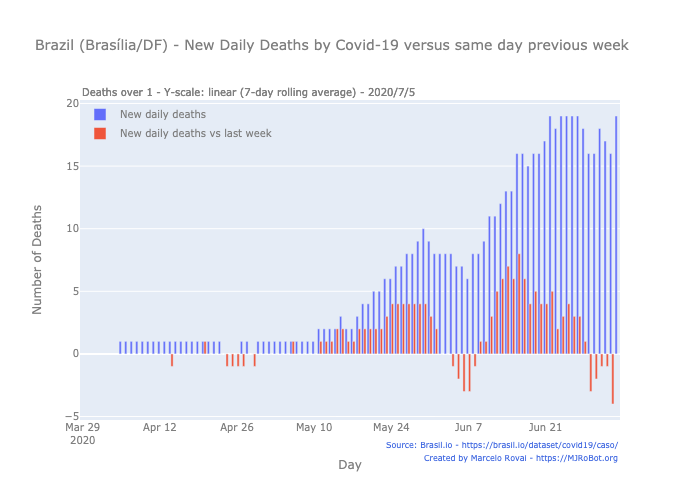 Brazil (Brasília/DF) - New Daily Deaths by Covid-19 versus same day previous week
Deaths over 1 - Y-scale: linear (7-day rolling average) - 2020/7/5
New daily deaths
New daily deaths vs last week
20
15
10
5
0
−5
Number of Deaths
Mar 29 Apr 12 Apr 26 May 10 May 24 Jun 7 Jun 21
2020
Day
Source: Brasil.io - https://brasil.io/dataset/covid19/caso/
Created by Marcelo Rovai - https://MJRoBot.org